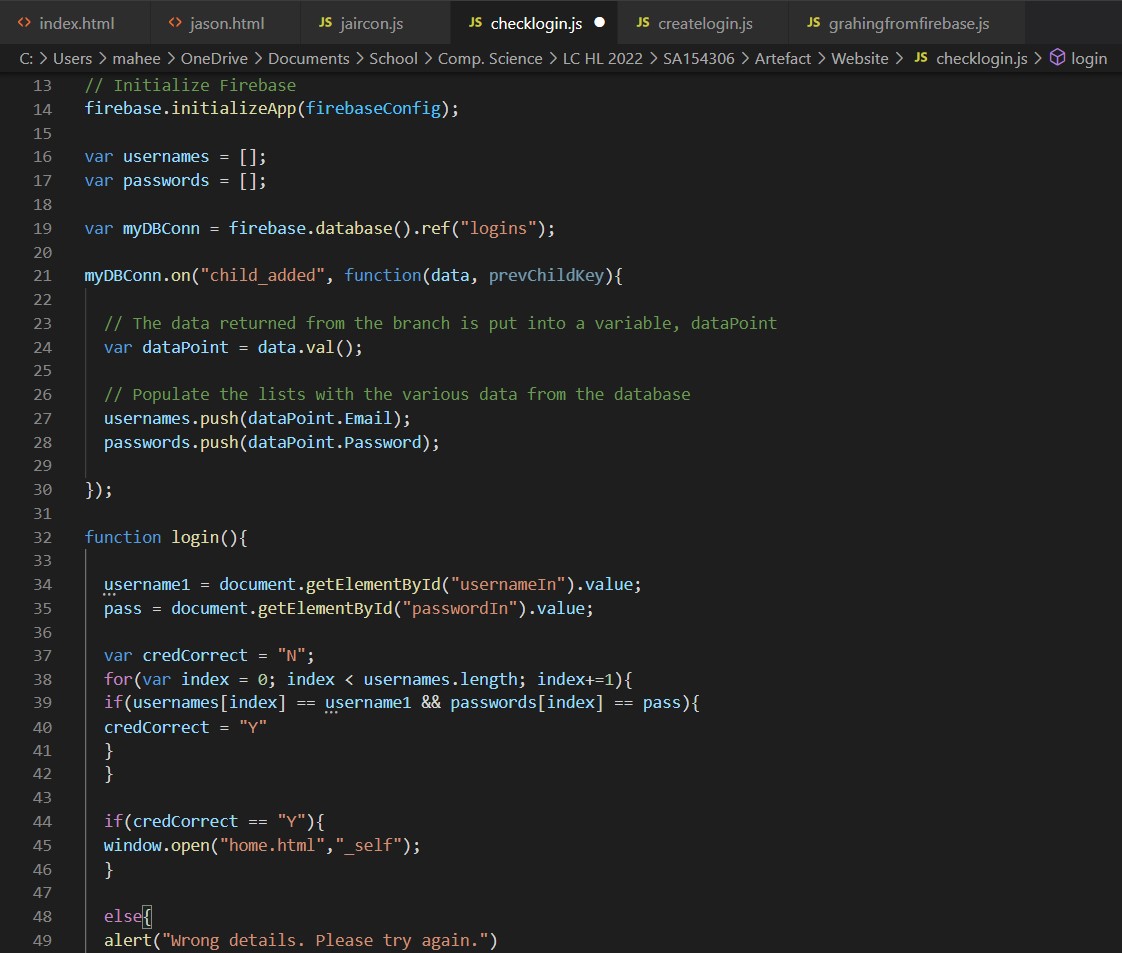 <> index.html <> jason.html JS jaircon.js JS checklogin.js ● JS createlogin.js JS grahingfromfirebase.js
C: > Users > mahee > OneDrive > Documents > School > Comp. Science > LC HL 2022 > SA154306 > Artefact > Website > JS checklogin.js > login
13 // Initialize Firebase
14 firebase.initializeApp(firebaseConfig);
15
16 var usernames = [];
17 var passwords = [];
18
19 var myDBConn = firebase.database().ref("logins");
20
21 myDBConn.on("child_added", function(data, prevChildKey){
22
23 // The data returned from the branch is put into a variable, dataPoint
24 var dataPoint = data.val();
25
26 // Populate the lists with the various data from the database
27 usernames.push(dataPoint.Email);
28 passwords.push(dataPoint.Password);
29
30 });
31
32 function login(){
33
34 username1 = document.getElementById("usernameIn").value;
35 pass = document.getElementById("passwordIn").value;
36
37 var credCorrect = "N";
38 for(var index = 0; index < usernames.length; index+=1){
39 if(usernames[index] == username1 && passwords[index] == pass){
40 credCorrect = "Y"
41 }
42 }
43
44 if(credCorrect == "Y"){
45 window.open("home.html","_self");
46 }
47
48 else{
49 alert("Wrong details. Please try again.")